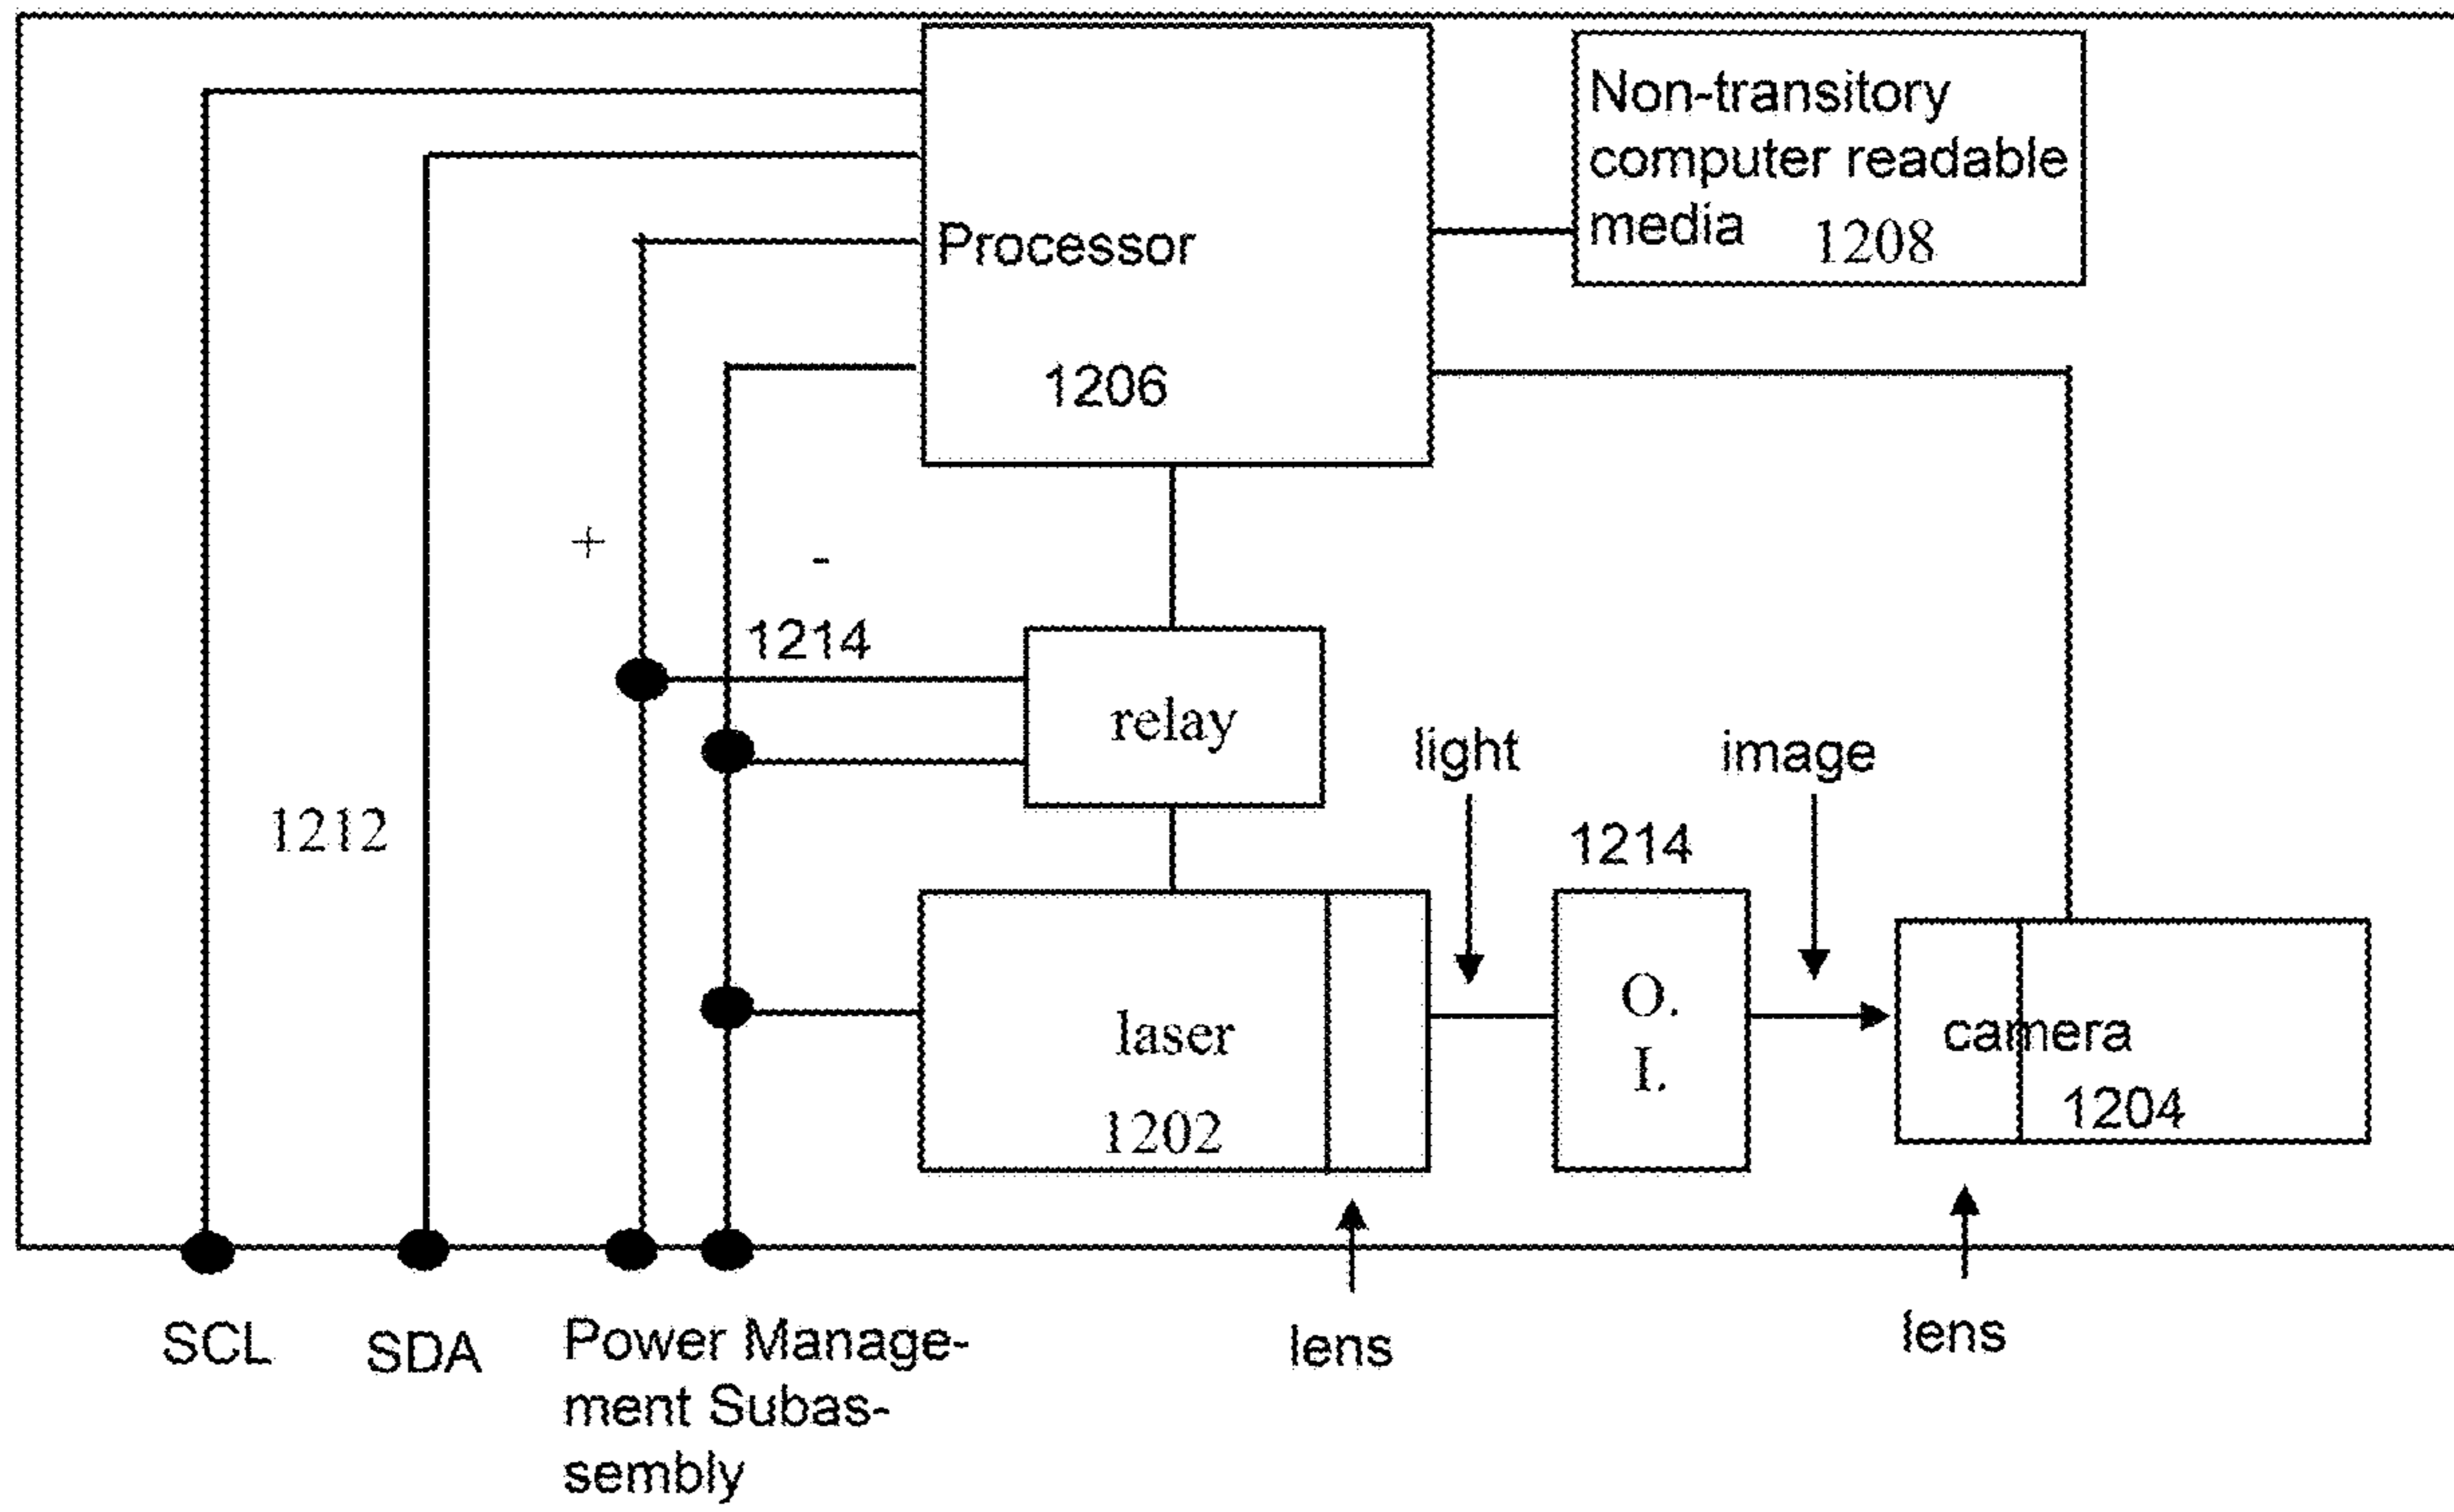 Non-transitory
computer readable
media 1208
Processor
1206
+
-
1214
relay
light
image
1212
1214
O.
I.
laser
1202
camera
1204
SCL
SDA
Power Manage-
ment Subas-
sembly
lens
lens